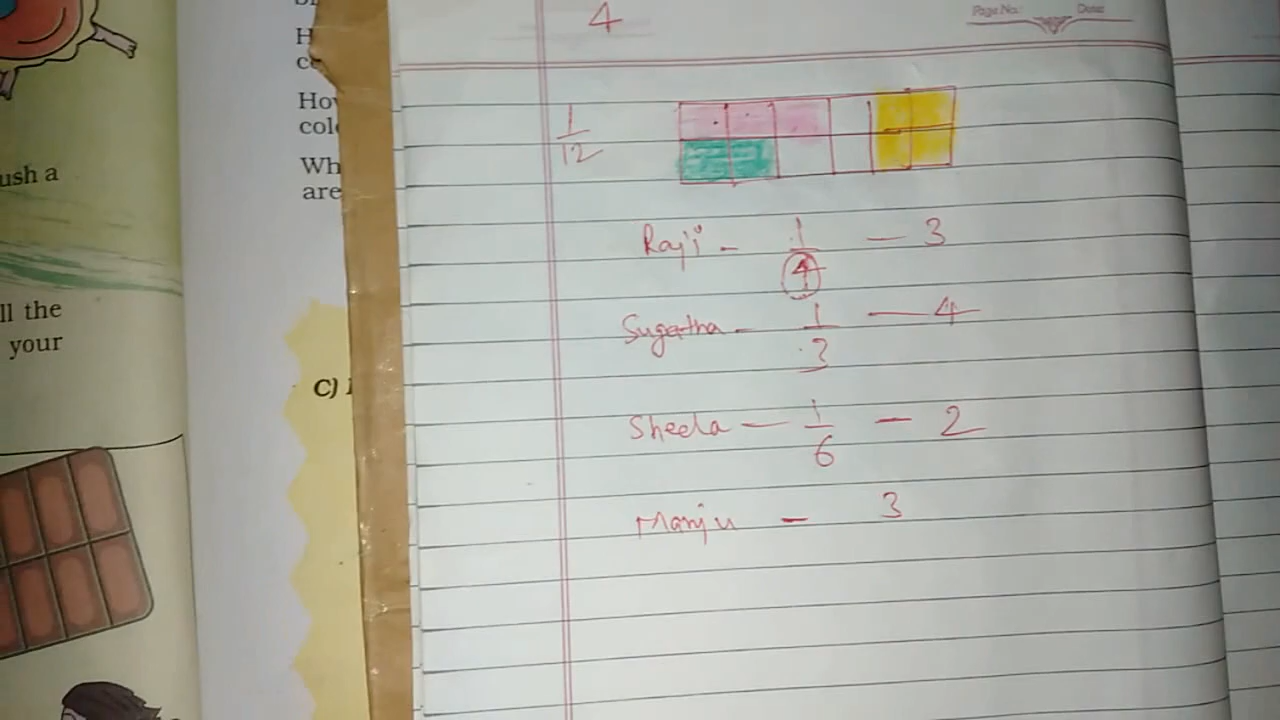 4
Page No: Date:
1/12
Raji - 1/4 - 3
Sugatha - 1/3 - 4
Sheela - 1/6 - 2
Manju - 3
How
Wh
are
ush a
ll the
your
C)